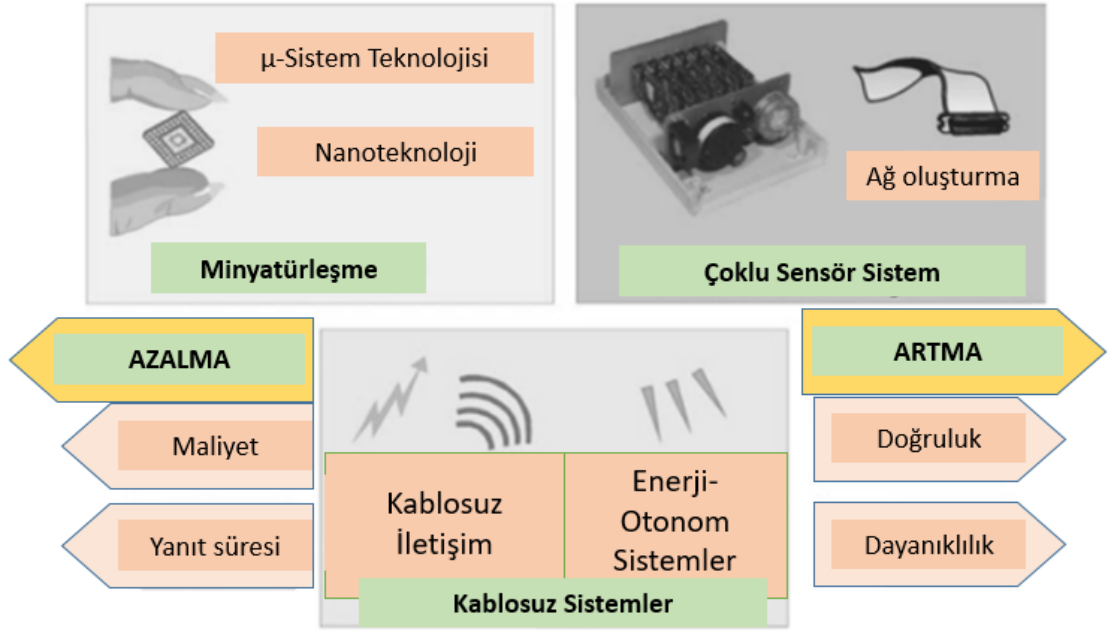 µ-Sistem Teknolojisi
Nanoteknoloji
Minyatürleşme
Ağ oluşturma
Çoklu Sensör Sistem
AZALMA
Maliyet
Yanıt süresi
Kablosuz
İletişim
Enerji-
Otonom
Sistemler
Kablosuz Sistemler
ARTMA
Doğruluk
Dayanıklılık